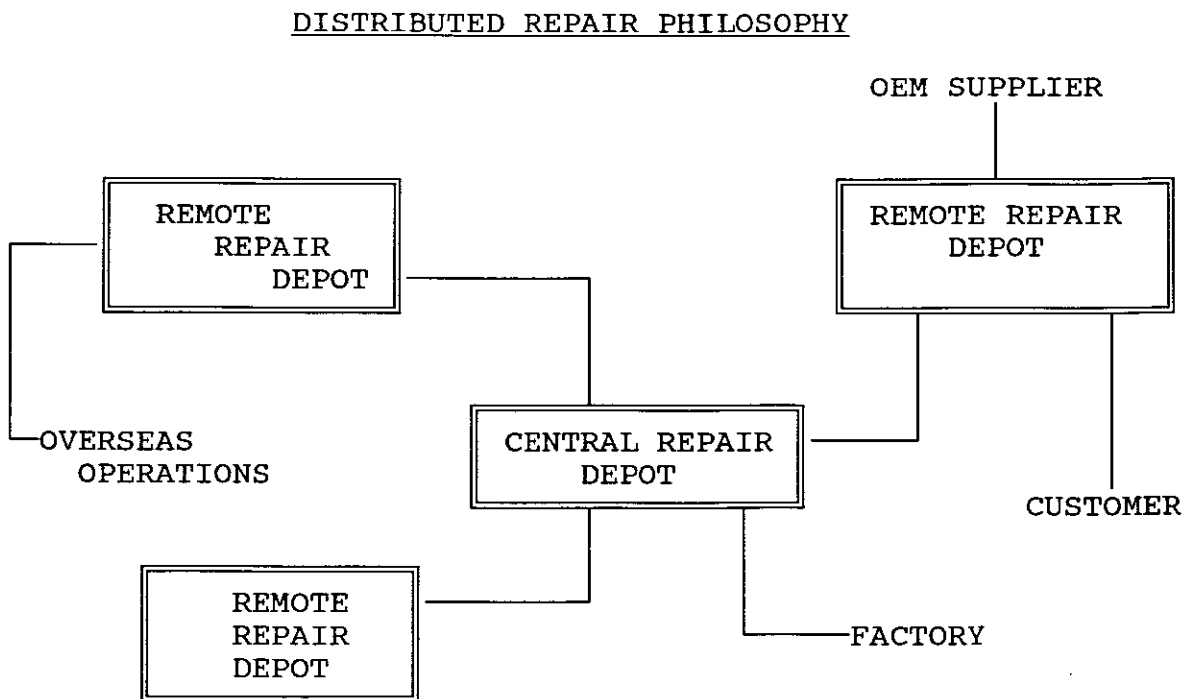 DISTRIBUTED REPAIR PHILOSOPHY
OEM SUPPLIER
REMOTE
REPAIR
DEPOT
REMOTE REPAIR
DEPOT
OVERSEAS
OPERATIONS
CENTRAL REPAIR
DEPOT
CUSTOMER
REMOTE
REPAIR
DEPOT
FACTORY